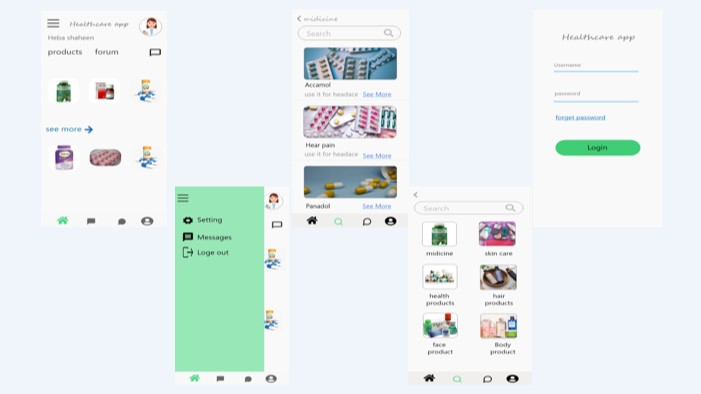 Healthcare app
Heba shaheen
products forum
see more
midicine
Search
Accamol
use it for headace See More
Hear pain
use it for headace See More
Panadol See More
Healthcare app
Username
password
forget password
Login
Setting
Messages
Loge out
Search
midicine skin care
health products
hair products
face product
Body product